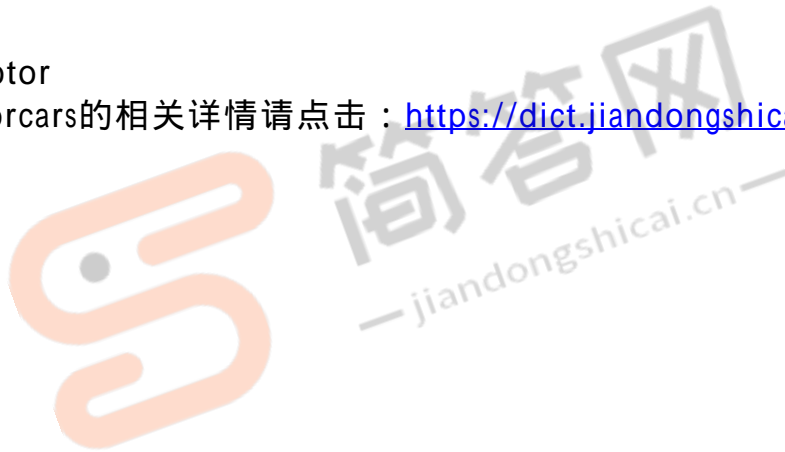 otor
orcars的相关详情请点击：https://dict.jiandongshica
简答网
jiandongshicai.cn